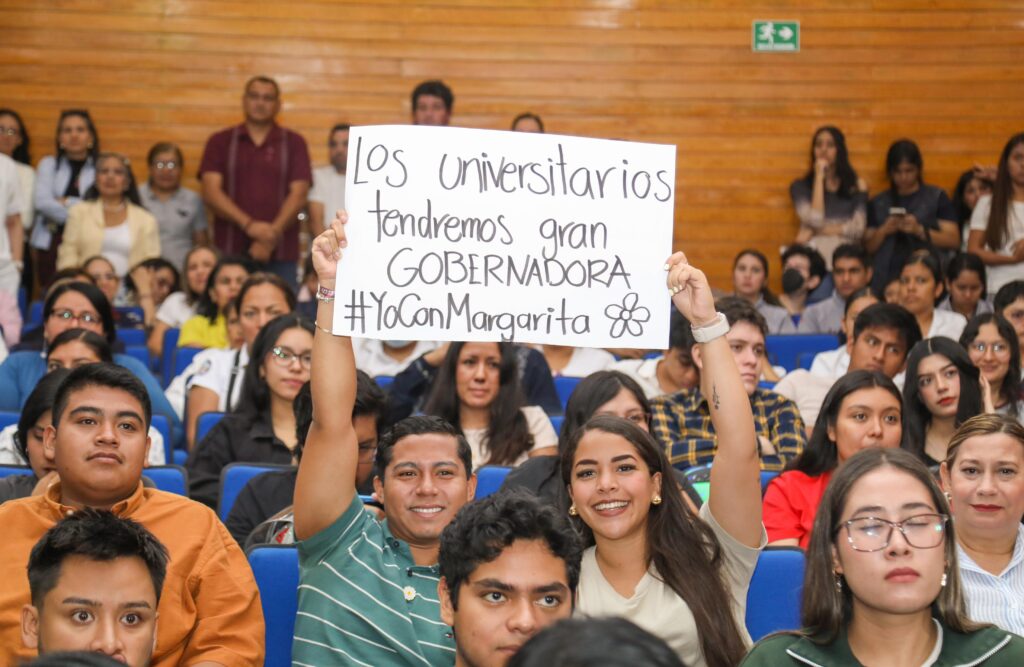 Los universitarios
tendremos gran
GOBERNADORA
#YoConMargarita